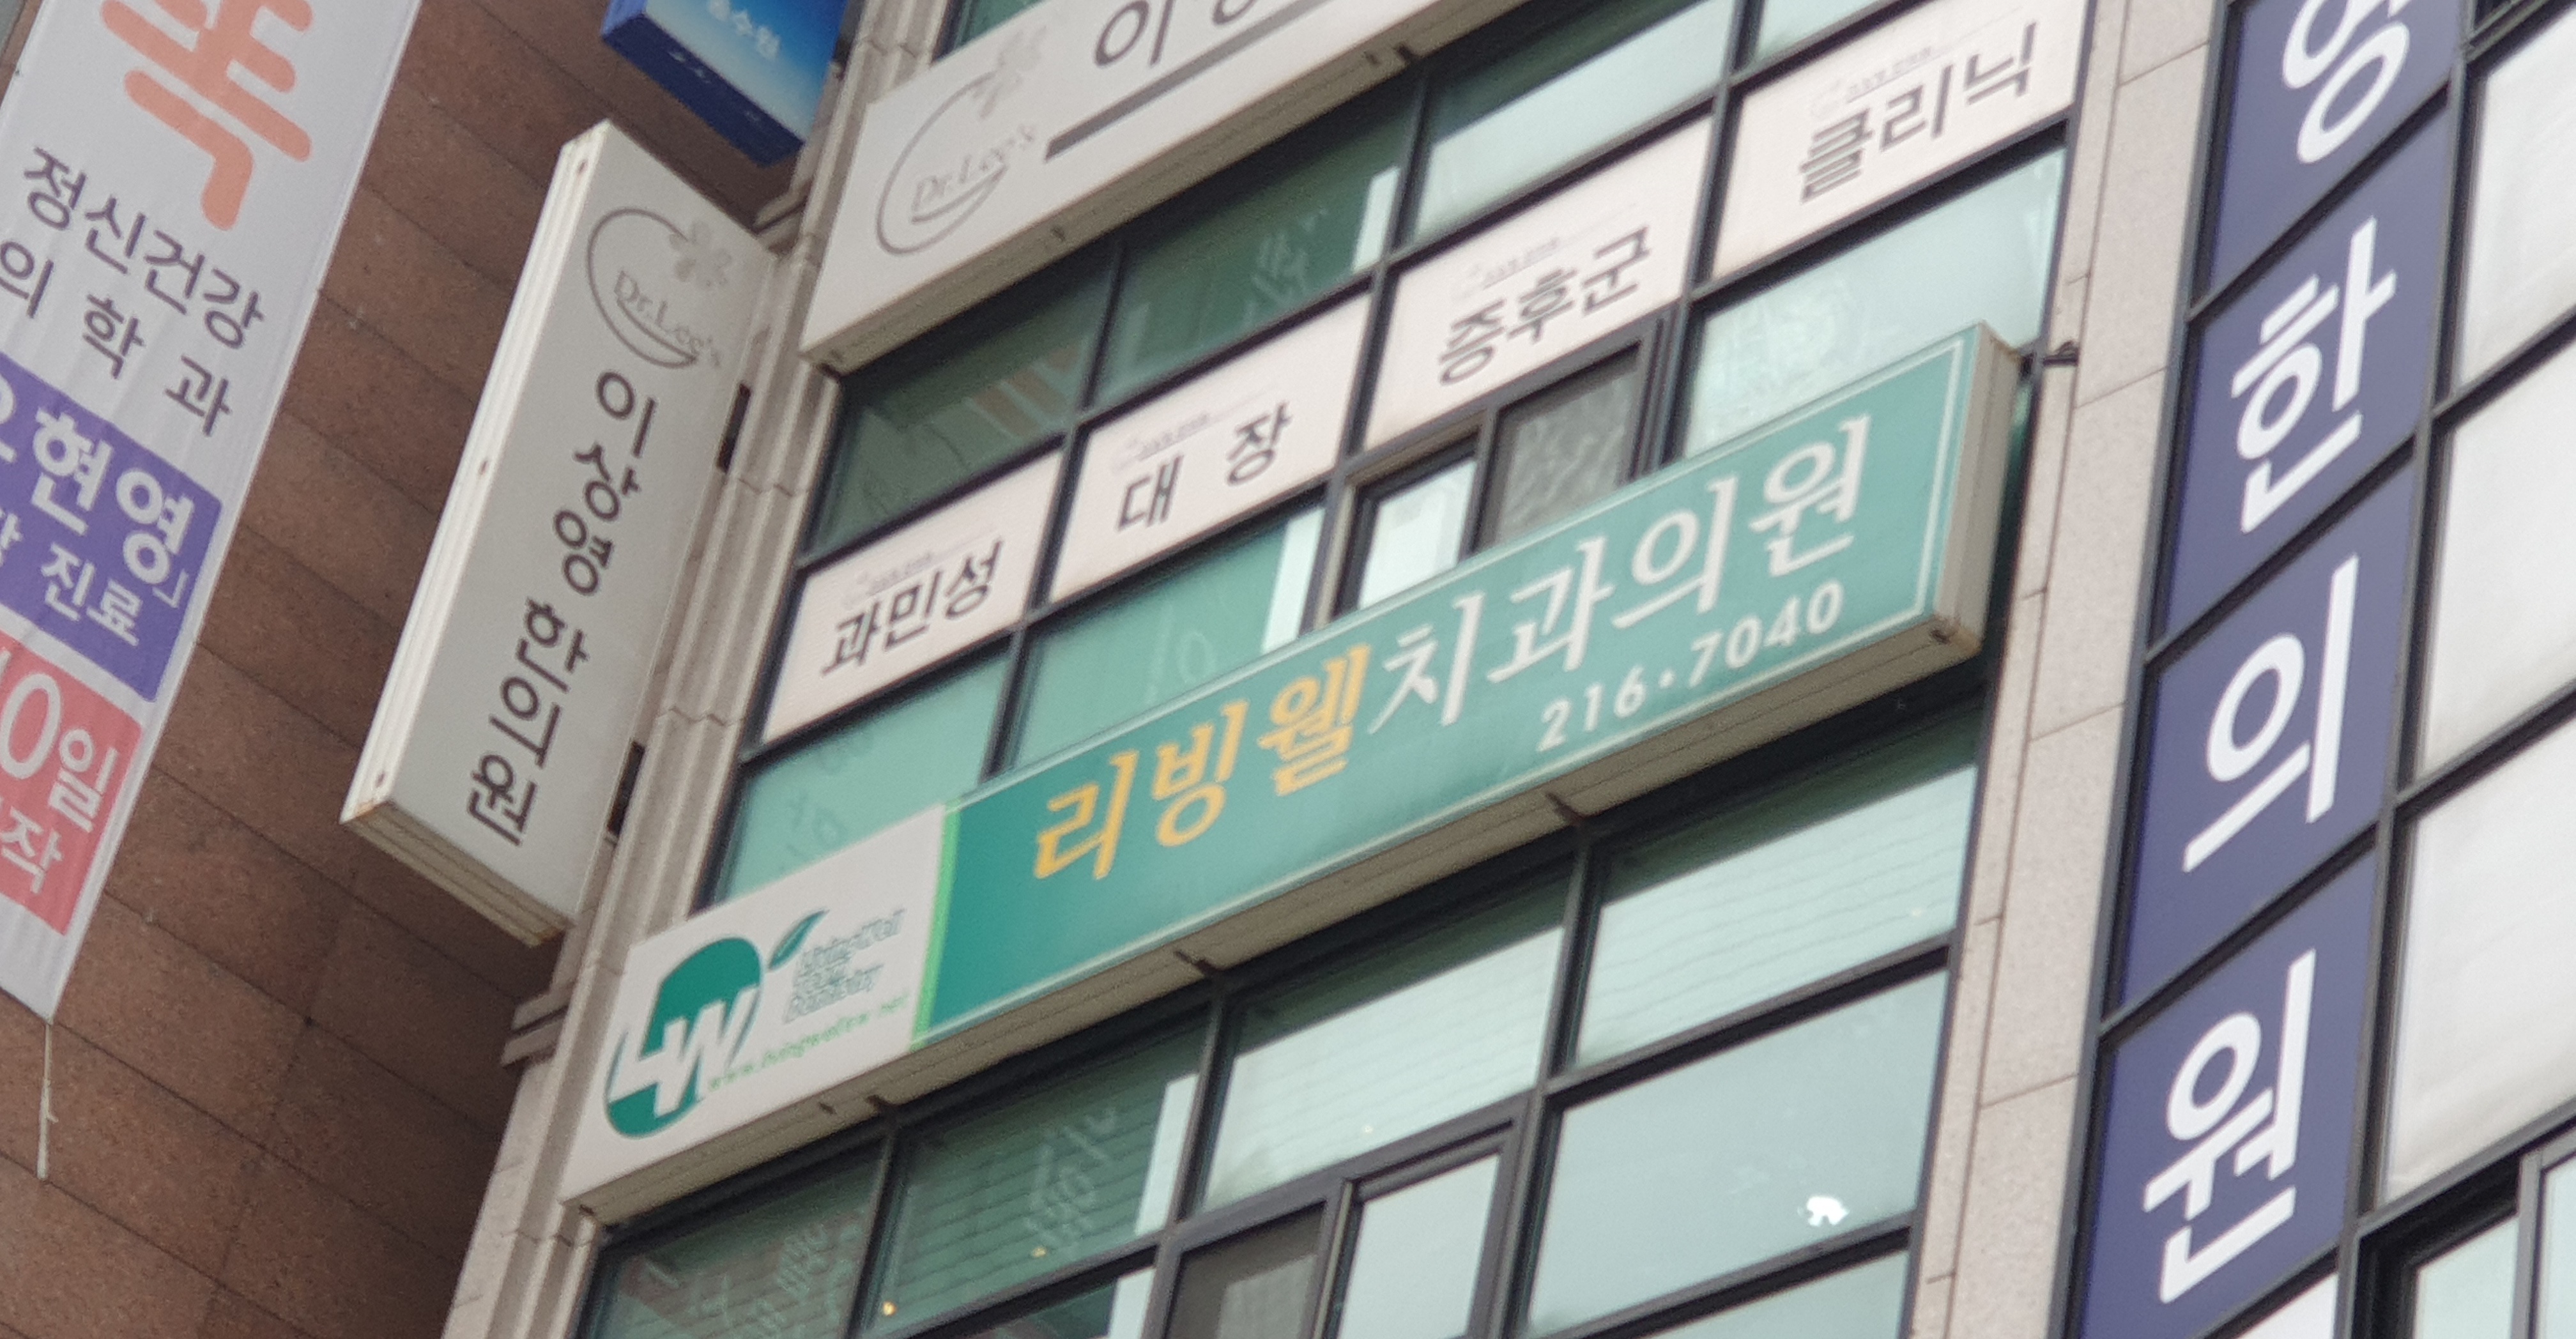 정신건강
의 학 과
현영」
진료
0일
작
Dr.Lee's
이상영 한의원
Dr.Lee's
과민성
대 장
증후군
클리닉
리빙웰치과의원
216·7040
LW
한
의
원